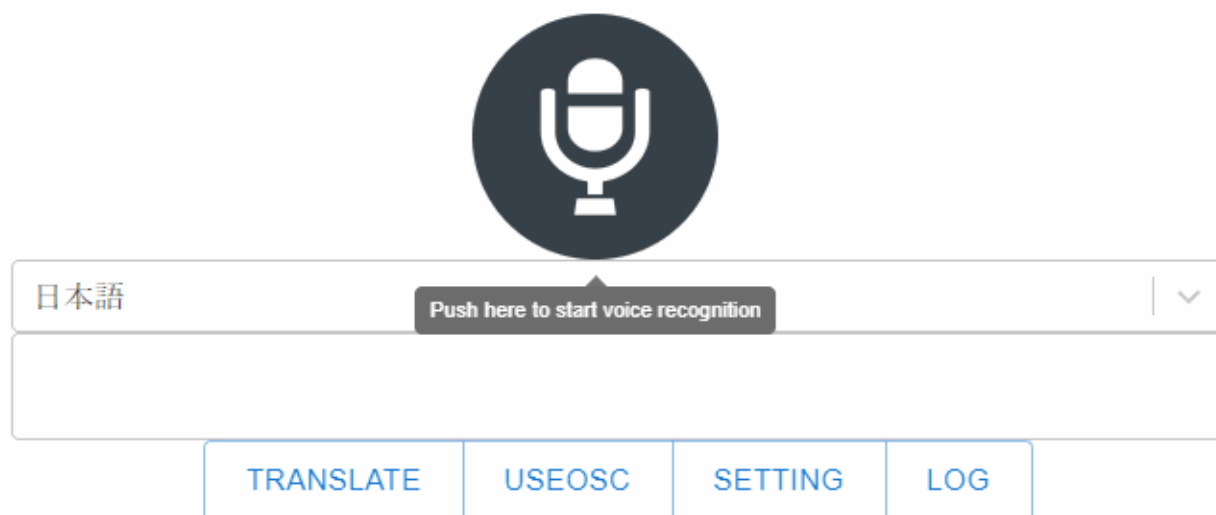 日本語
Push here to start voice recognition
TRANSLATE USEOSC SETTING LOG